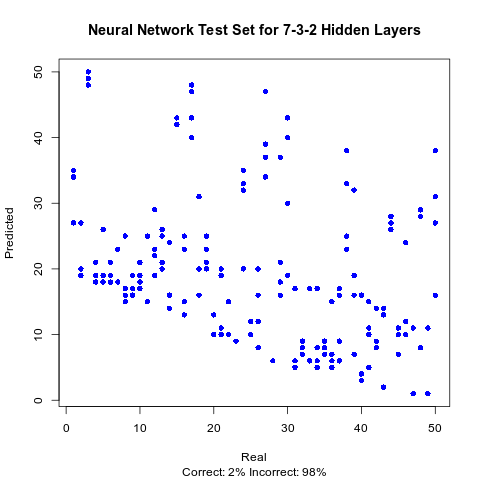 Neural Network Test Set for 7-3-2 Hidden Layers
Predicted
50
40
30
20
10
0
0 10 20 30 40 50
Real
Correct: 2% Incorrect: 98%